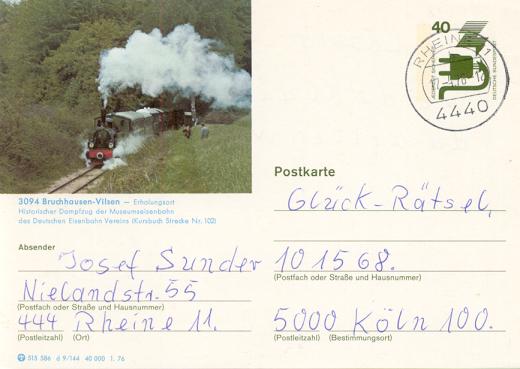 40
DEUTSCHE BUNDESPOST
RHEINE 1
4440
3094 Bruchhausen-Vilsen – Erholungsort
Historischer Dampfzug der Museumseisenbahn
des Deutschen Eisenbahn Vereins (Kursbuch Strecke Nr. 102)
Postkarte
Glück-Rätsel,
Absender
Josef Sunder
101568.
(Postfach oder Straße und Hausnummer)
Nielandstr. 55
(Postfach oder Straße und Hausnummer)
444 Rheine 11.
5000 Köln 100.
(Postleitzahl) (Ort)
(Postleitzahl) (Bestimmungsort)
515 586 d 9/144 40 000 1. 76